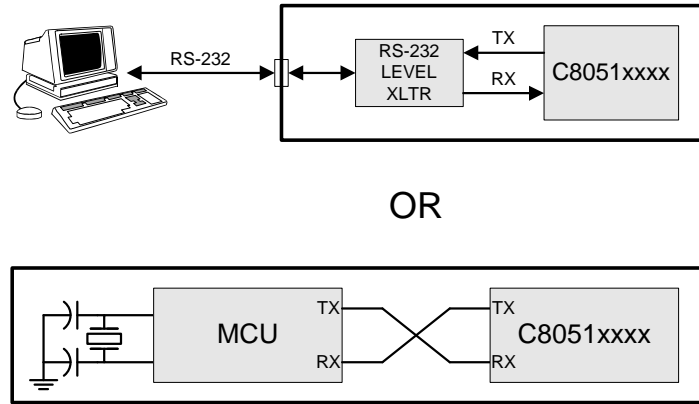 RS-232
RS-232
LEVEL
XLTR
TX
RX
C8051xxxx
OR
MCU
TX
RX
TX
RX
C8051xxxx